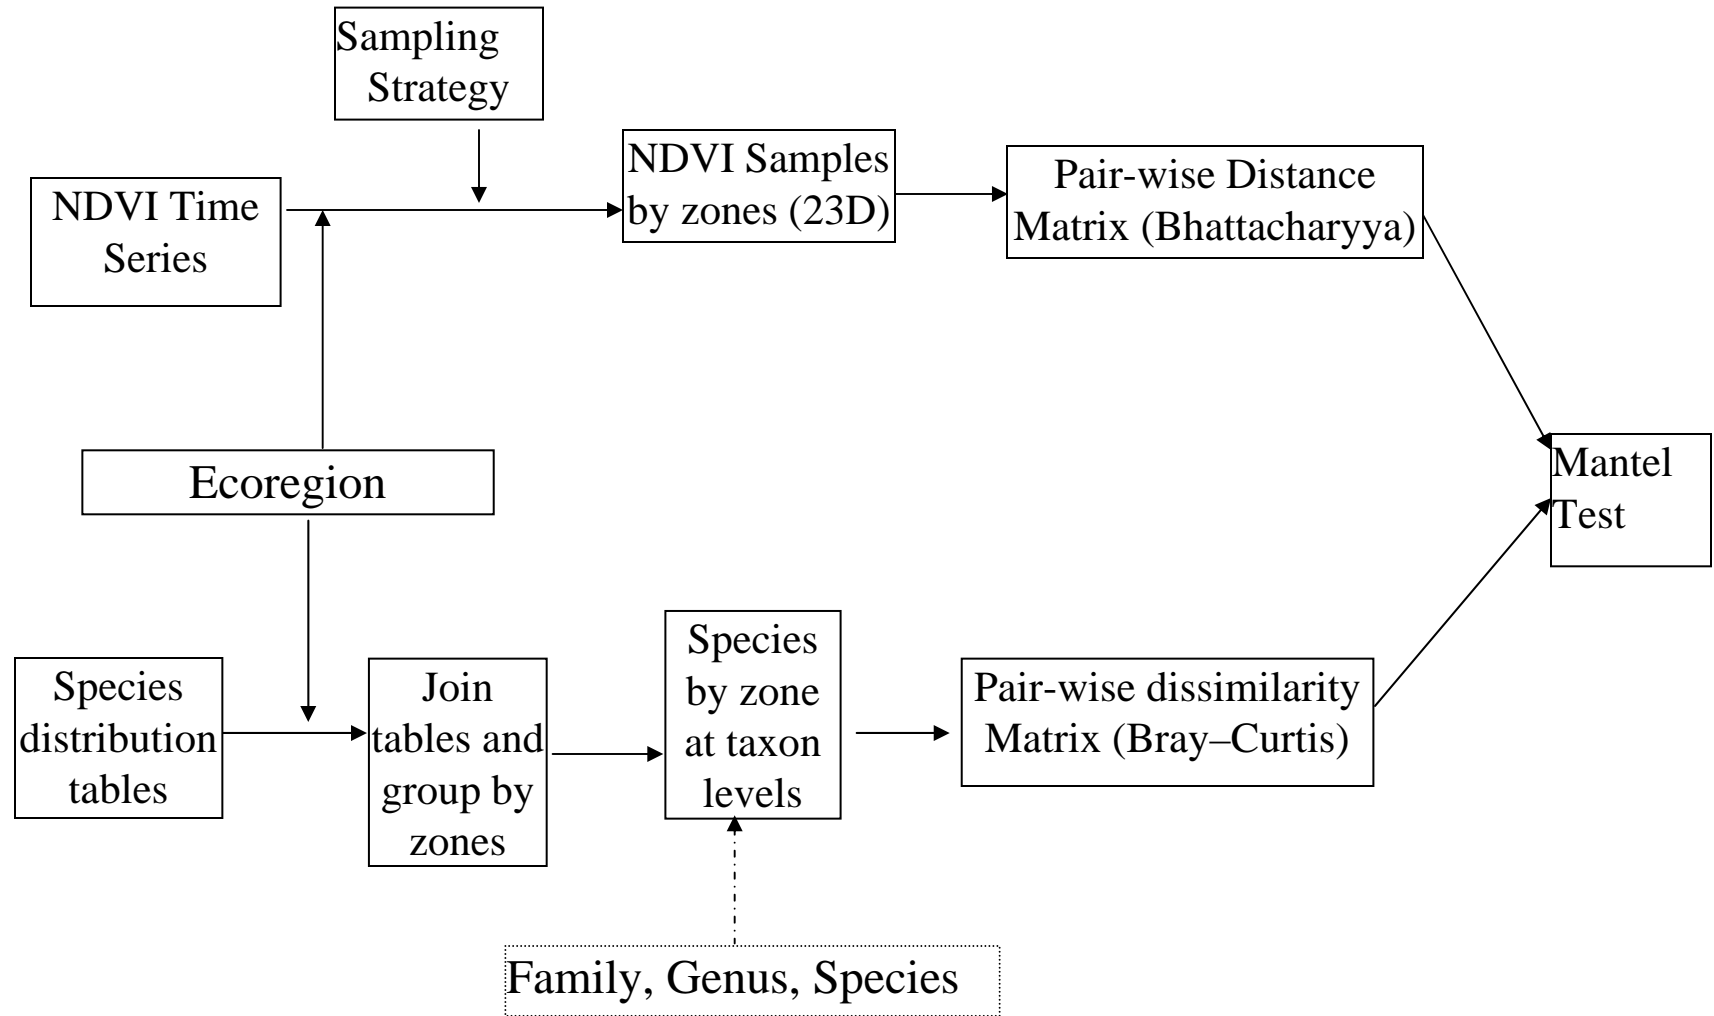 Sampling
Strategy
NDVI Time
Series
NDVI Samples
by zones (23D)
Pair-wise Distance
Matrix (Bhattacharyya)
Ecoregion
Mantel
Test
Species
distribution
tables
Join
tables and
group by
zones
Species
by zone
at taxon
levels
Pair-wise dissimilarity
Matrix (Bray–Curtis)
Family, Genus, Species